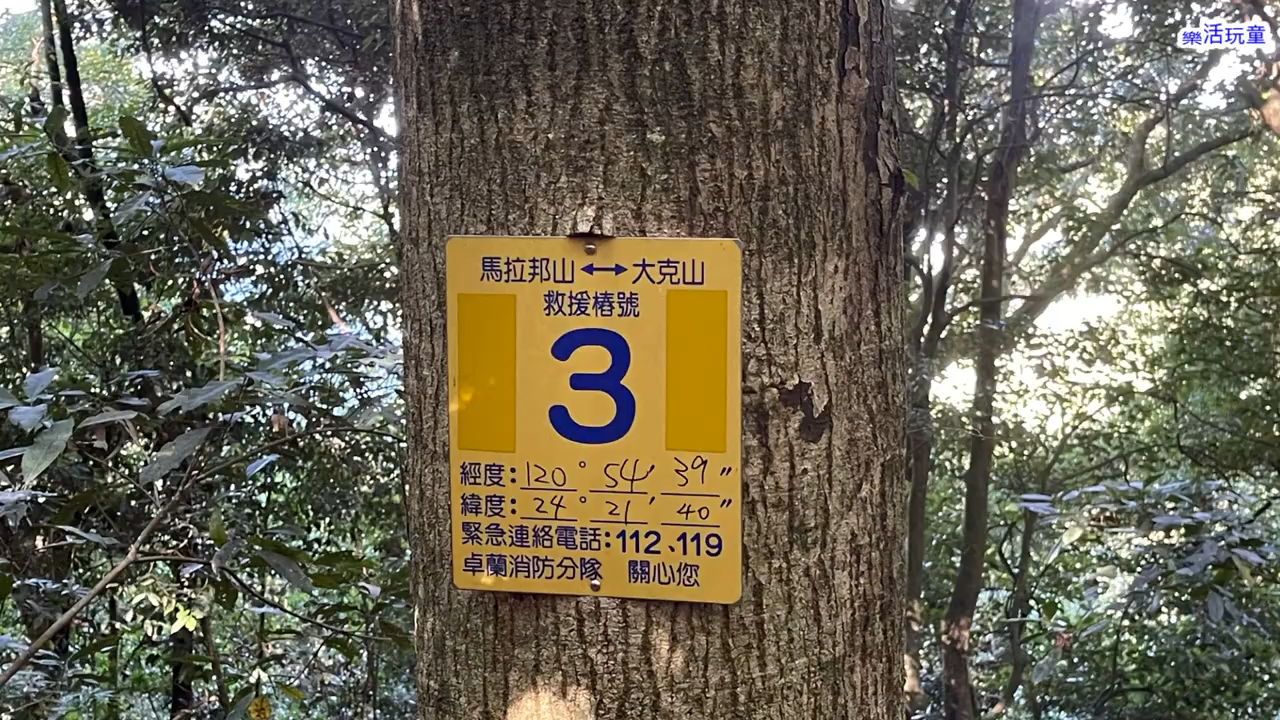 樂活玩童
馬拉邦山↔大克山
救援樁號
3
經度:120°54′39″
緯度:24°21′40″
緊急連絡電話:112、119
卓蘭消防分隊 關心您